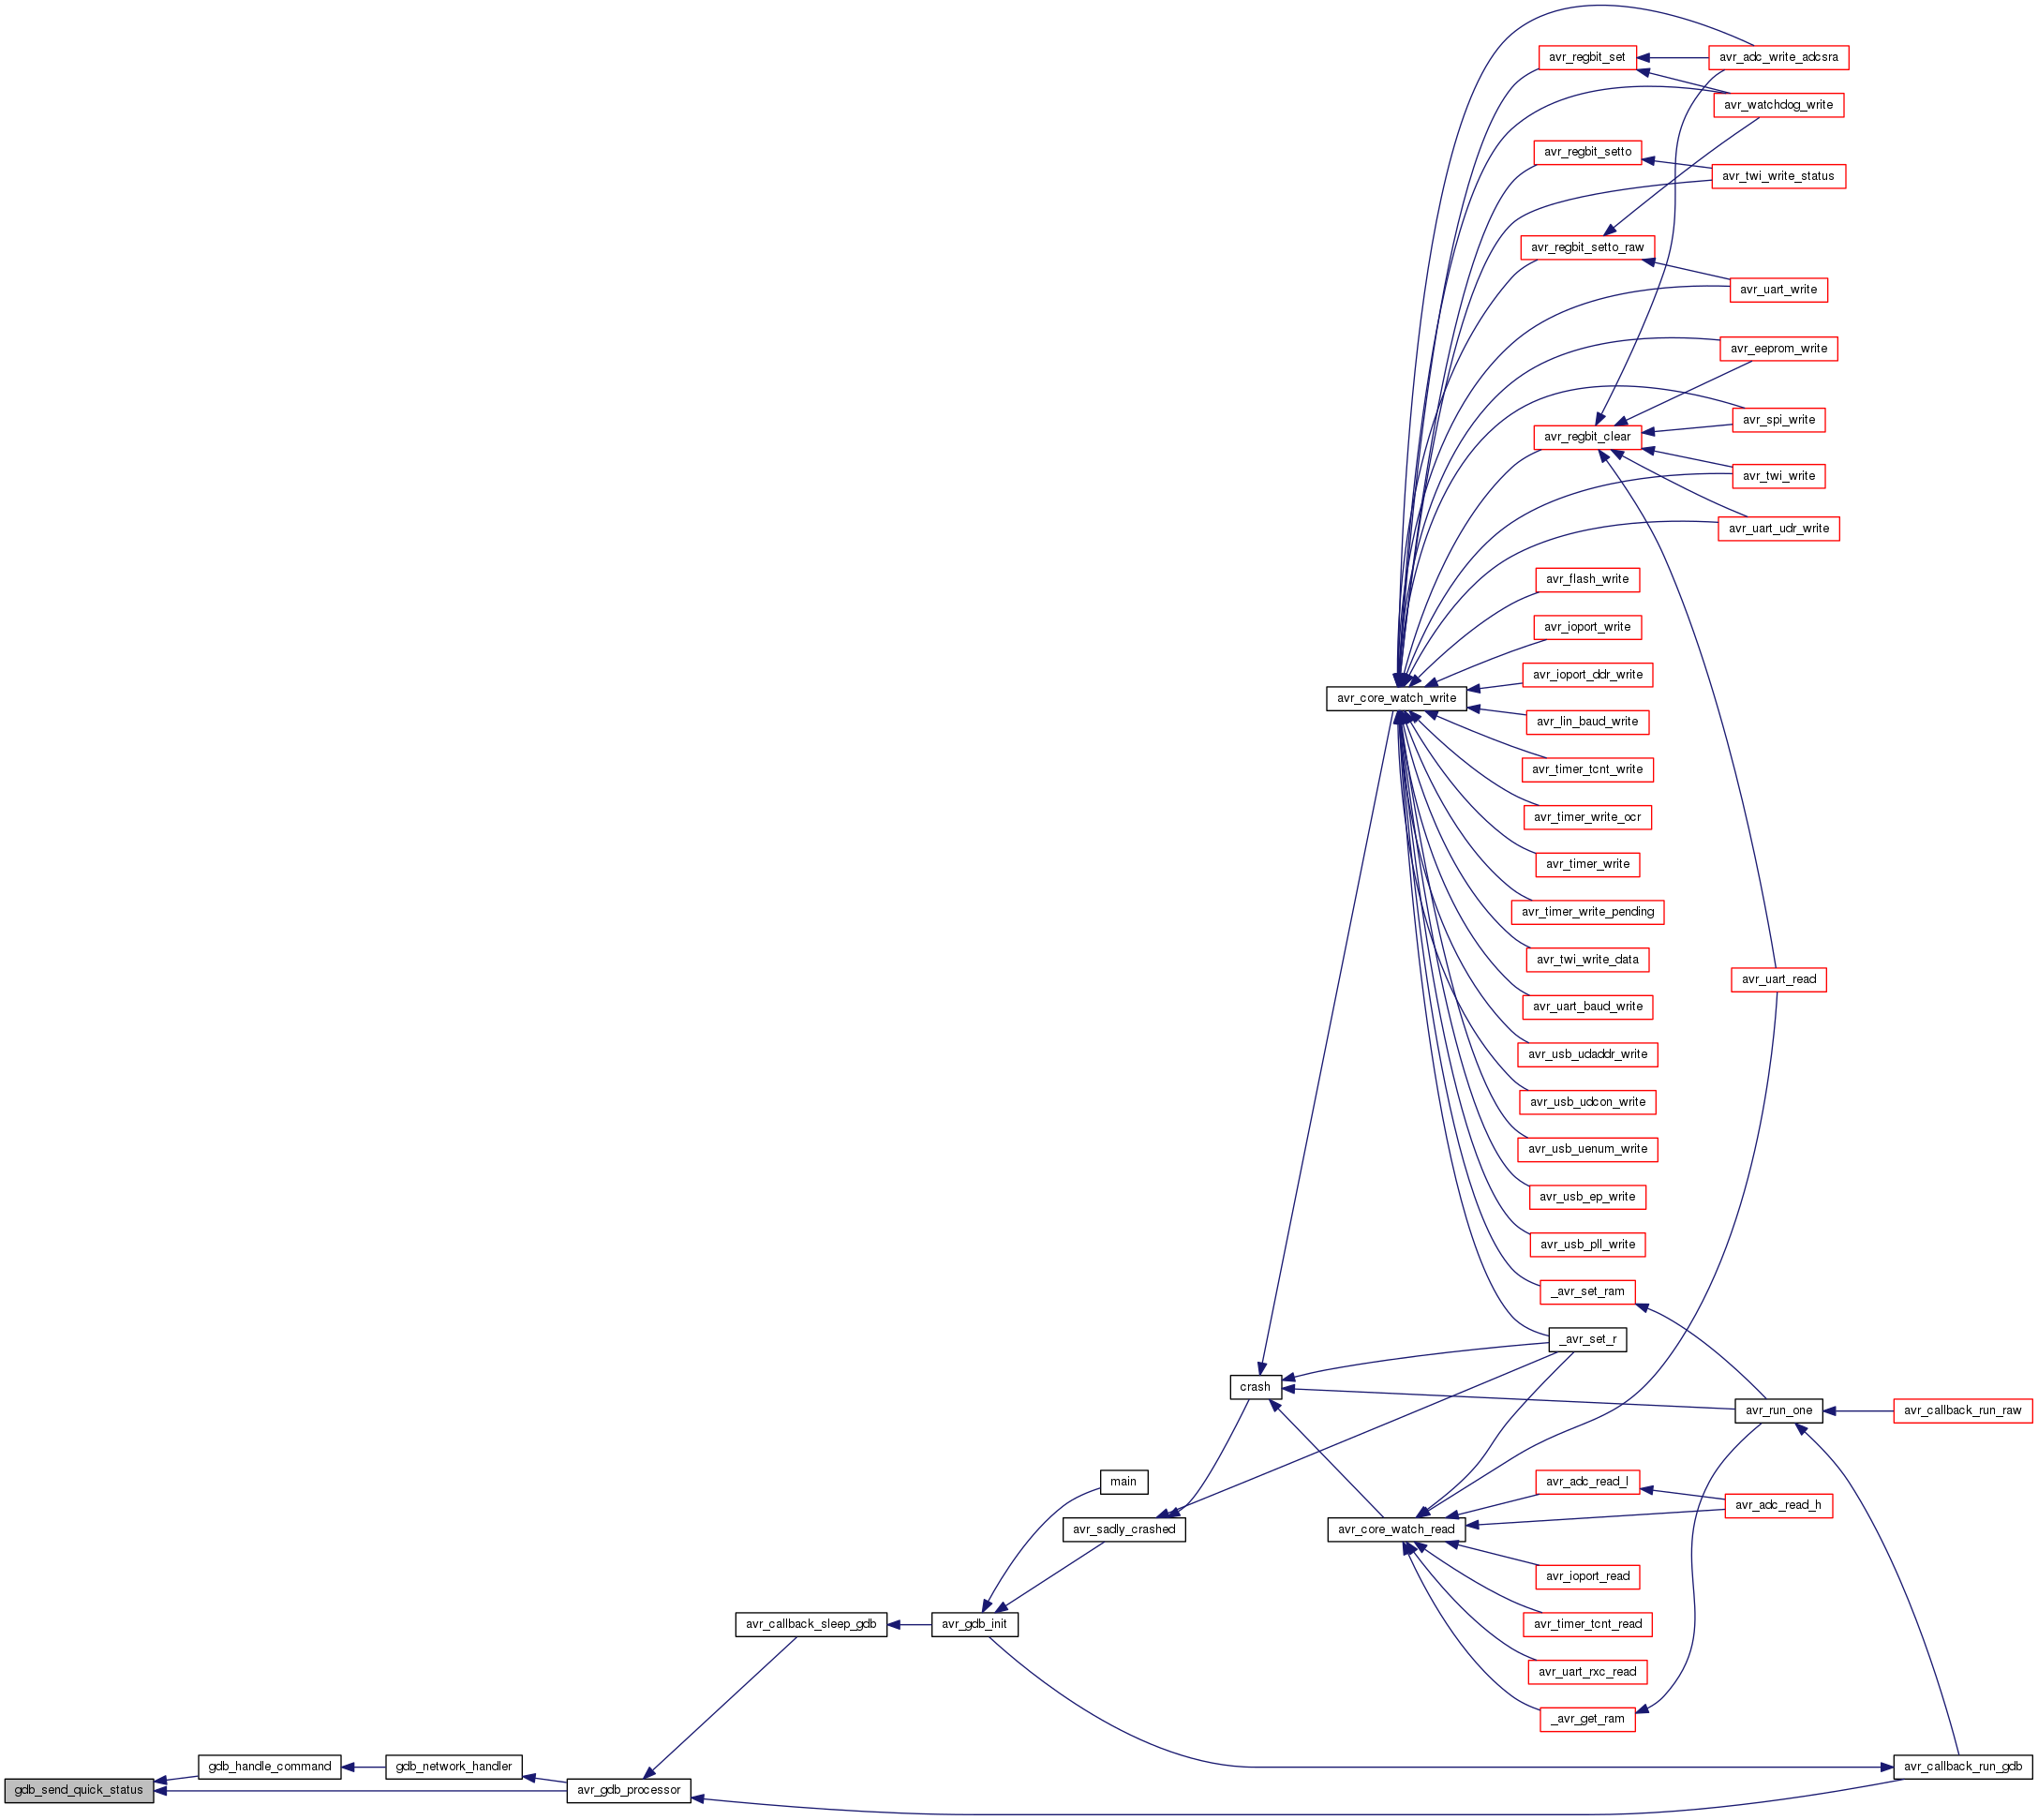 avr_regbit_set
avr_adc_write_adcsra
avr_watchdog_write
avr_regbit_setto
avr_twi_write_status
avr_regbit_setto_raw
avr_uart_write
avr_eeprom_write
avr_spi_write
avr_regbit_clear
avr_twi_write
avr_uart_udr_write
avr_flash_write
avr_ioport_write
avr_ioport_ddr_write
avr_core_watch_write
avr_lin_baud_write
avr_timer_tcnt_write
avr_timer_write_ocr
avr_timer_write
avr_timer_write_pending
avr_twi_write_data
avr_uart_read
avr_uart_baud_write
avr_usb_udaddr_write
avr_usb_udcon_write
avr_usb_uenum_write
avr_usb_ep_write
avr_usb_pll_write
_avr_set_ram
_avr_set_r
crash
avr_run_one
avr_callback_run_raw
main
avr_adc_read_l
avr_adc_read_h
avr_sadly_crashed
avr_core_watch_read
avr_ioport_read
avr_callback_sleep_gdb
avr_gdb_init
avr_timer_tcnt_read
avr_uart_rxc_read
_avr_get_ram
gdb_handle_command
gdb_network_handler
avr_callback_run_gdb
gdb_send_quick_status
avr_gdb_processor